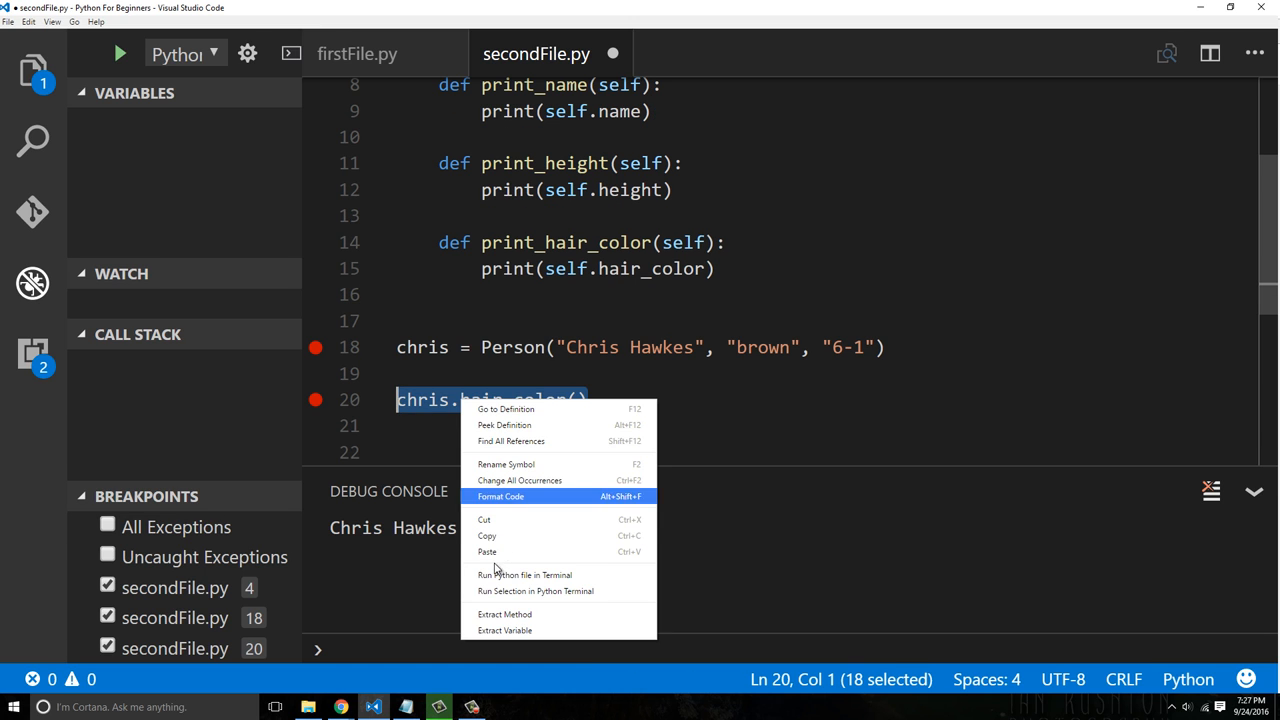 ● secondFile.py - Python For Beginners - Visual Studio Code
File Edit View Go Help
Pythor
firstFile.py
secondFile.py
1
2
VARIABLES
WATCH
CALL STACK
BREAKPOINTS
All Exceptions
Uncaught Exceptions
secondFile.py 4
secondFile.py 18
secondFile.py 20
8 def print_name(self):
9 print(self.name)
10
11 def print_height(self):
12 print(self.height)
13
14 def print_hair_color(self):
15 print(self.hair_color)
16
17
18 chris = Person("Chris Hawkes", "brown", "6-1")
19
20 chris.hair_color()
21
22
Go to Definition F12
Peek Definition Alt+F12
Find All References Shift+F12
Rename Symbol F2
Change All Occurrences Ctrl+F2
Format Code Alt+Shift+F
Cut Ctrl+X
Copy Ctrl+C
Paste Ctrl+V
Run Python file in Terminal
Run Selection in Python Terminal
Extract Method
Extract Variable
DEBUG CONSOLE
Chris Hawkes
0 0
Ln 20, Col 1 (18 selected) Spaces: 4 UTF-8 CRLF Python
I'm Cortana. Ask me anything.
7:27 PM
9/24/2016